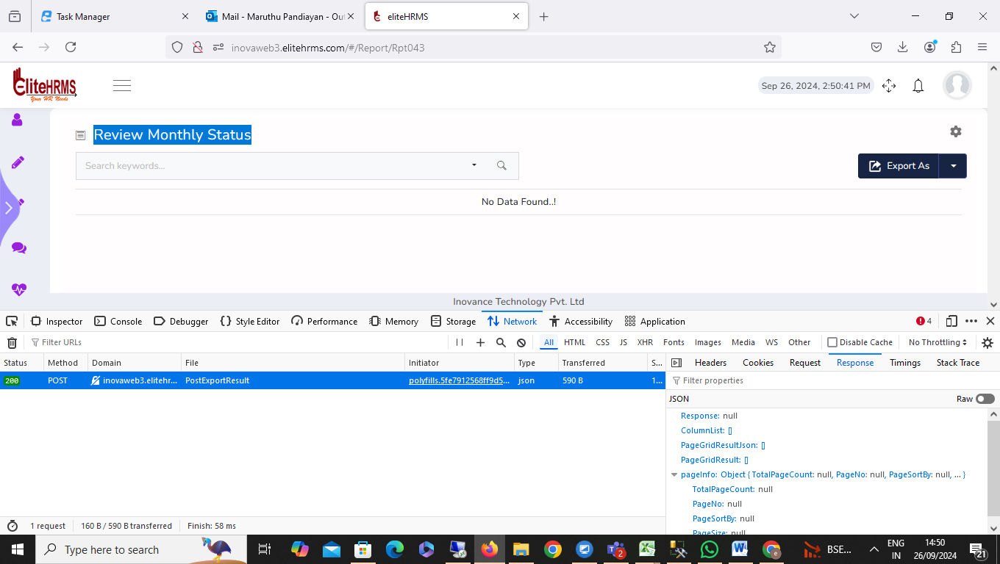 Task Manager
Mail - Maruthu Pandiayan - Out
eliteHRMS
inovaweb3.elitehrms.com/#/Report/Rpt043
EliteHRMS
Your HR Needs
Sep 26, 2024, 2:50:41 PM
Review Monthly Status
Search keywords...
Export As
No Data Found..!
Inovance Technology Pvt. Ltd
Inspector Console Debugger Style Editor Performance Memory Storage Network Accessibility Application 4
Filter URLs
All HTML CSS JS XHR Fonts Images Media WS Other Disable Cache No Throttling
Status Method Domain File Initiator Type Transferred S...
Headers Cookies Request Response Timings Stack Trace
200 POST inovaweb3.elitehr... PostExportResult polyfills.5fe7912568ff9d5... json 590 B 1...
Filter properties
JSON
Raw
Response: null
ColumnList: []
PageGridResultJson: []
PageGridResult: []
pageInfo: Object { TotalPageCount: null, PageNo: null, PageSortBy: null, ... }
TotalPageCount: null
PageNo: null
PageSortBy: null
PageSize: null
1 request 160 B / 590 B transferred Finish: 58 ms
Type here to search
2
BSE...
ENG
IN
14:50
26/09/2024
21